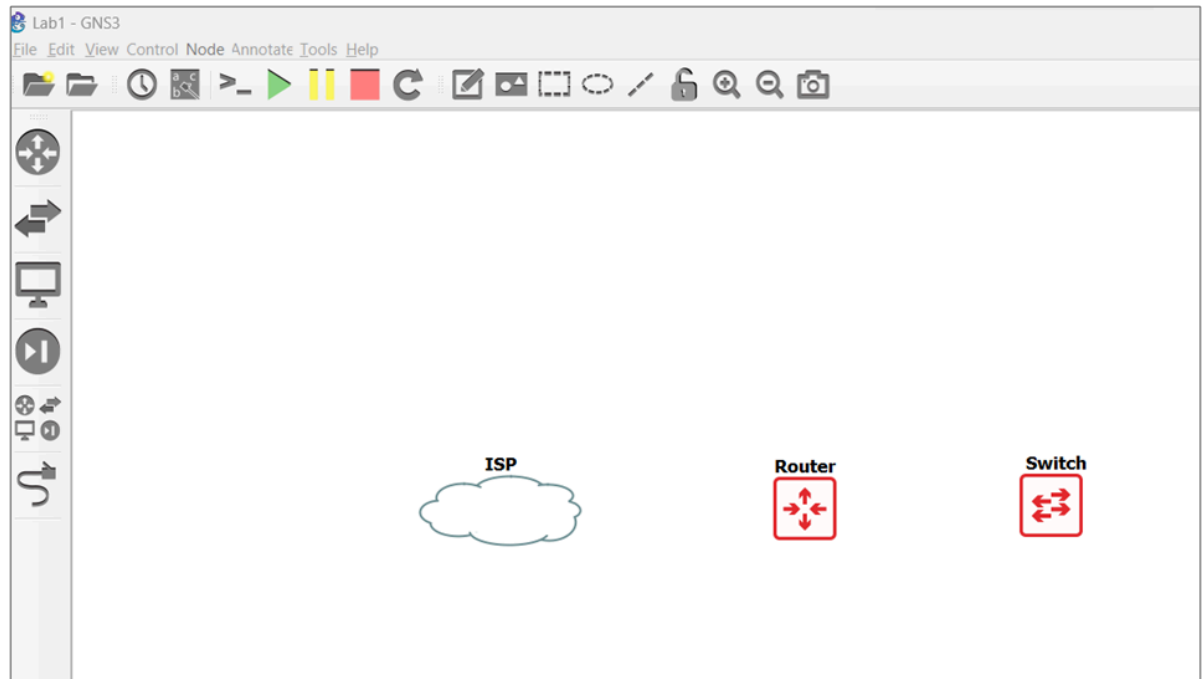 Lab1 - GNS3
File Edit View Control Node Annotate Tools Help
a c
b
ISP
Router
Switch